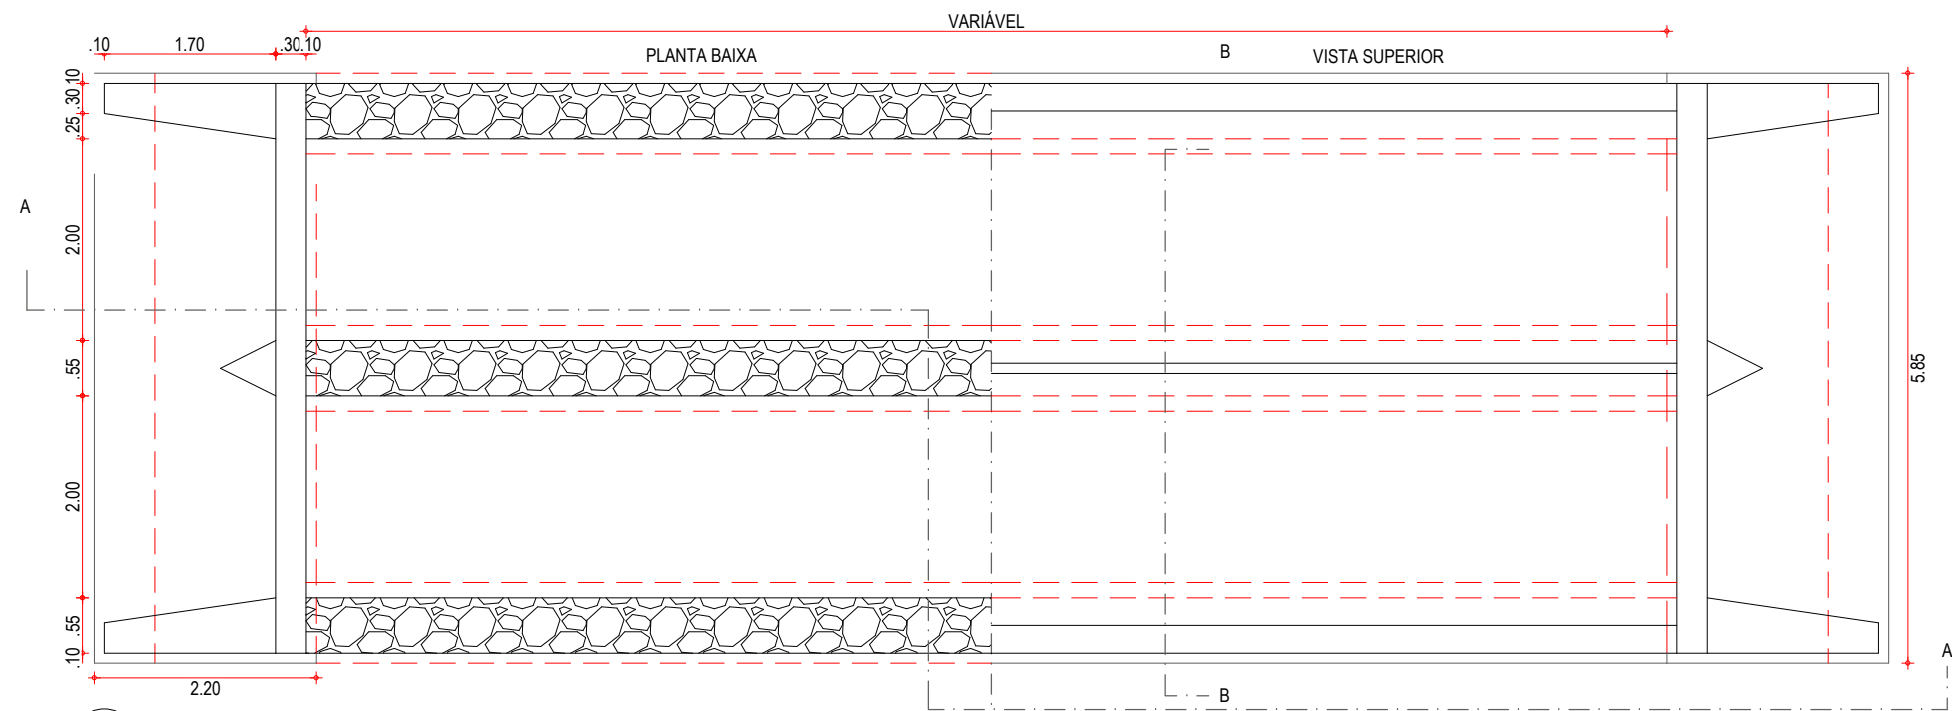 VARIÁVEL
.10
1.70
.30
.10
PLANTA BAIXA
B
VISTA SUPERIOR
.10
.30
.25
2.00
.55
2.00
.55
.10
A
5.85
2.20
B
A